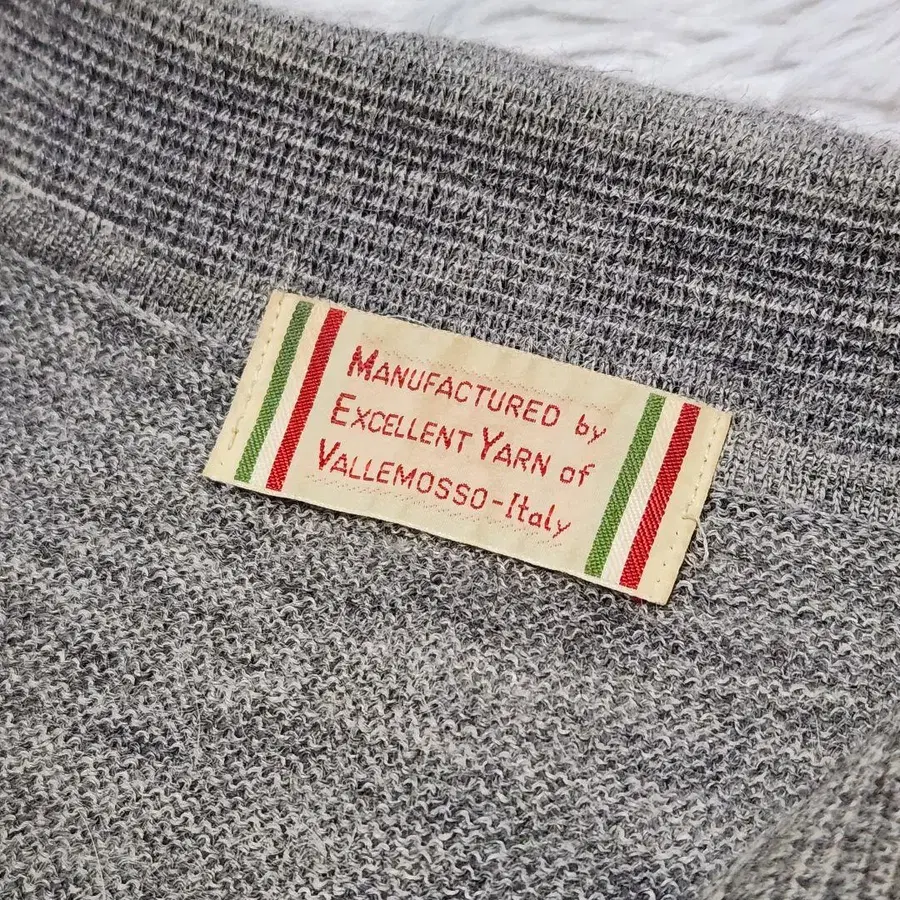 MANUFACTURED by
EXCELLENT YARN of
VALLEMOSSO-Italy